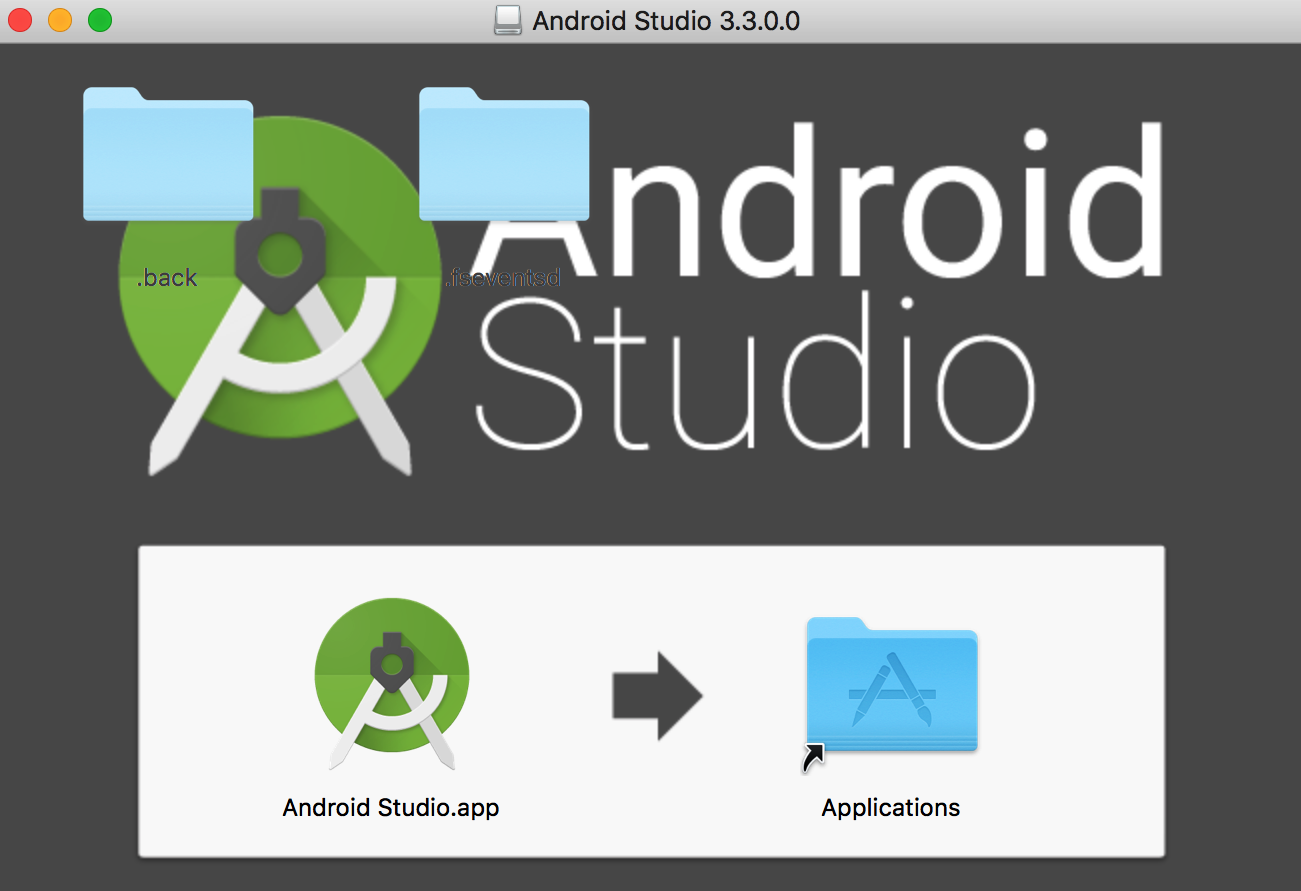 Android Studio 3.3.0.0
Android
Studio
.back
.fseventsd
Android Studio.app
Applications